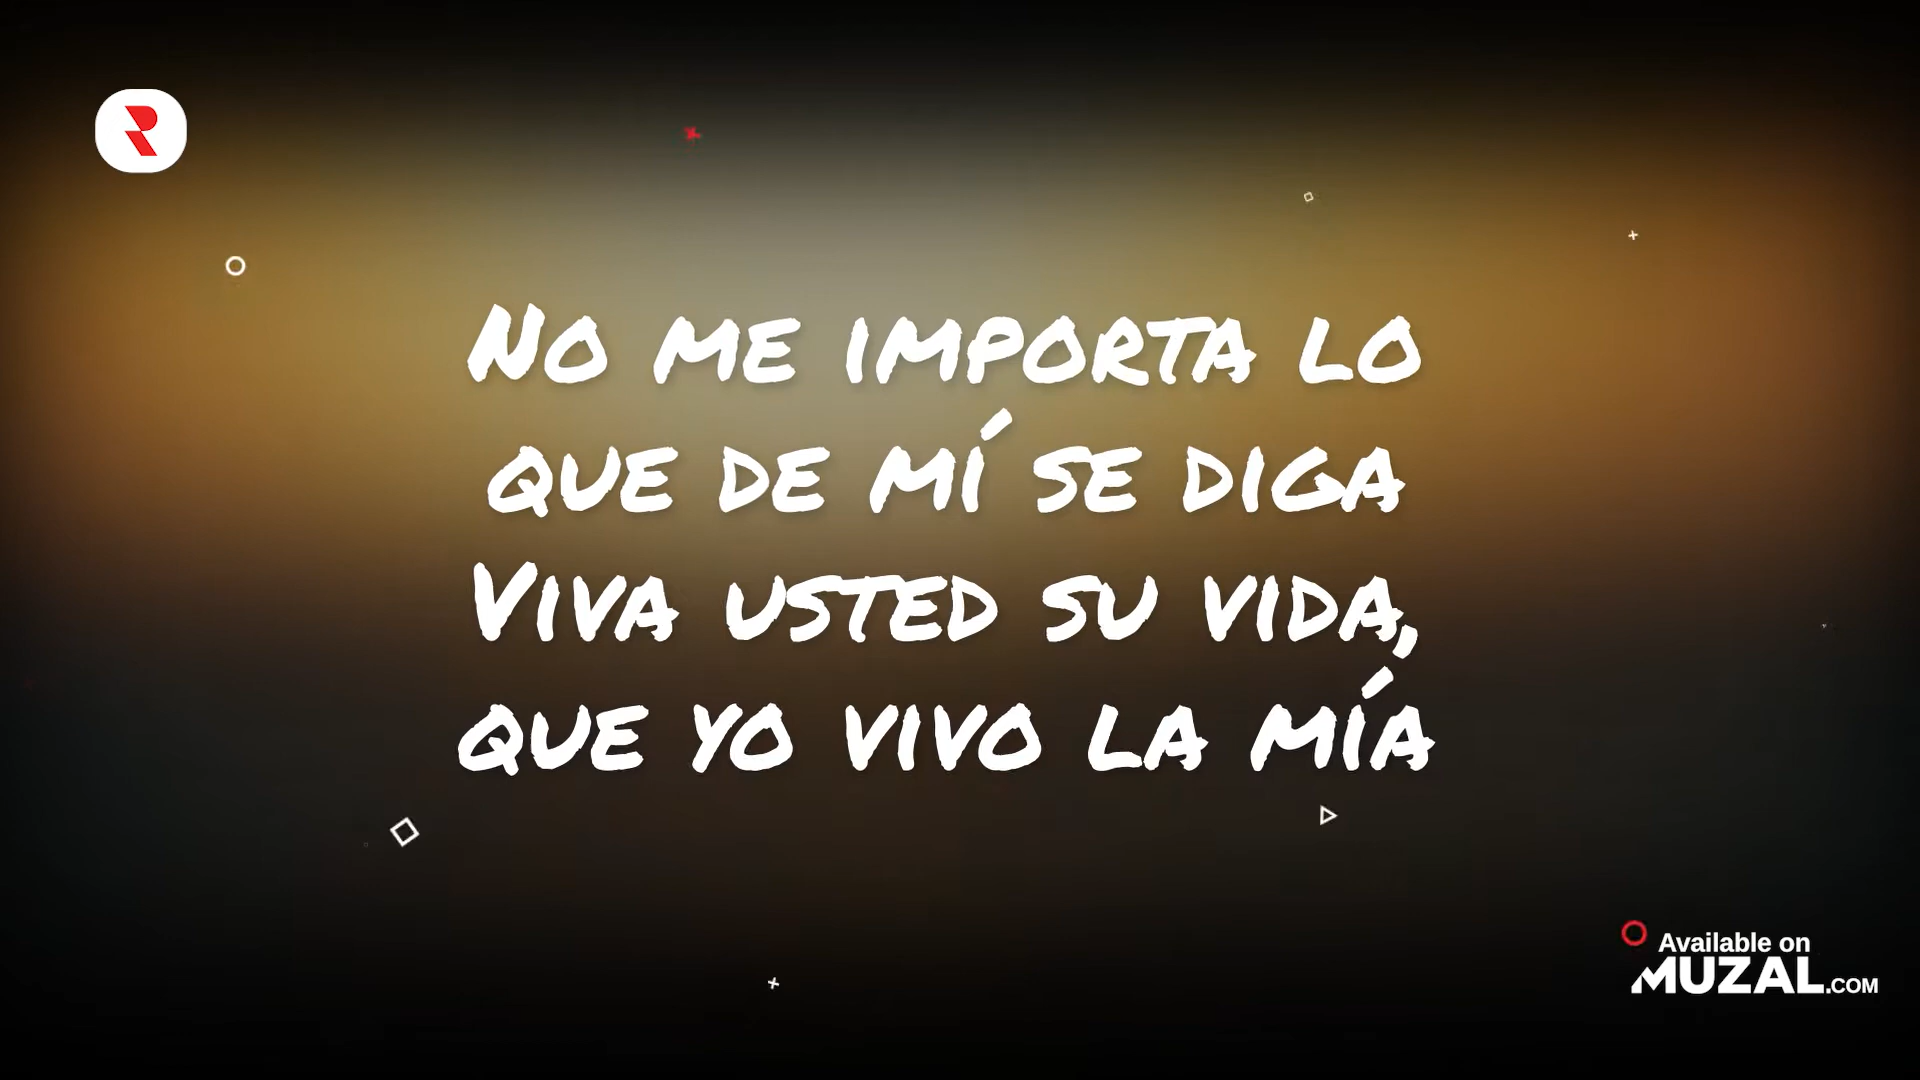 No me importa lo
que de mí se diga
Viva usted su vida,
que yo vivo la mía
Available on
MUZAL.COM